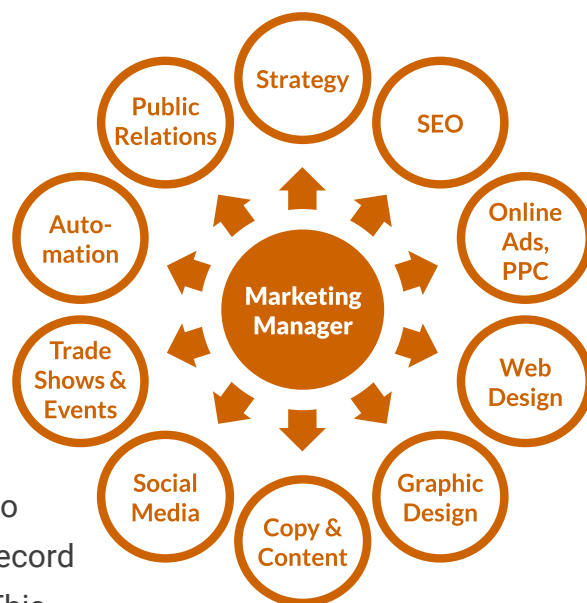 Strategy
SEO
Online
Ads,
PPC
Web
Design
Graphic
Design
Copy &
Content
Social
Media
Trade
Shows &
Events
Auto-
mation
Public
Relations
Marketing
Manager
o
ecord
This